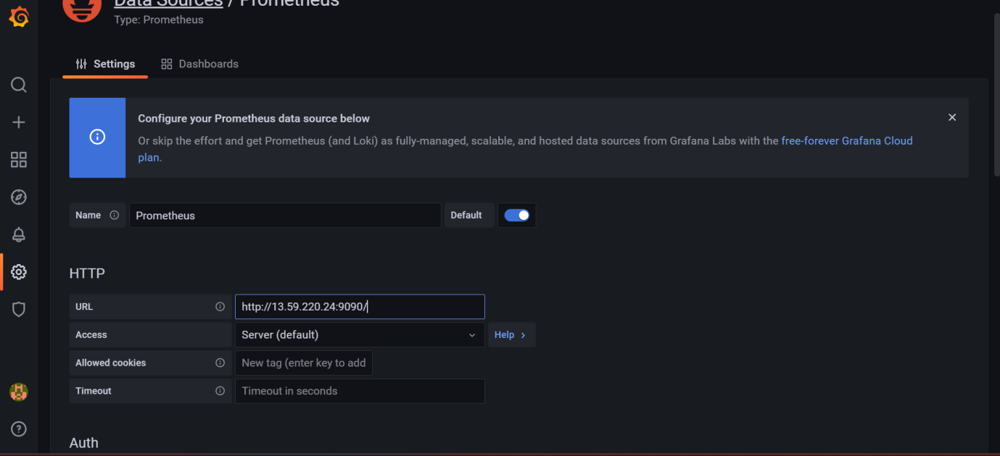 Data Sources / Prometheus
Type: Prometheus
Settings
Dashboards
Configure your Prometheus data source below
Or skip the effort and get Prometheus (and Loki) as fully-managed, scalable, and hosted data sources from Grafana Labs with the free-forever Grafana Cloud
plan.
Name
Prometheus
Default
HTTP
URL
http://13.59.220.24:9090/
Access
Server (default)
Help >
Allowed cookies
New tag (enter key to add
Timeout
Timeout in seconds
Auth